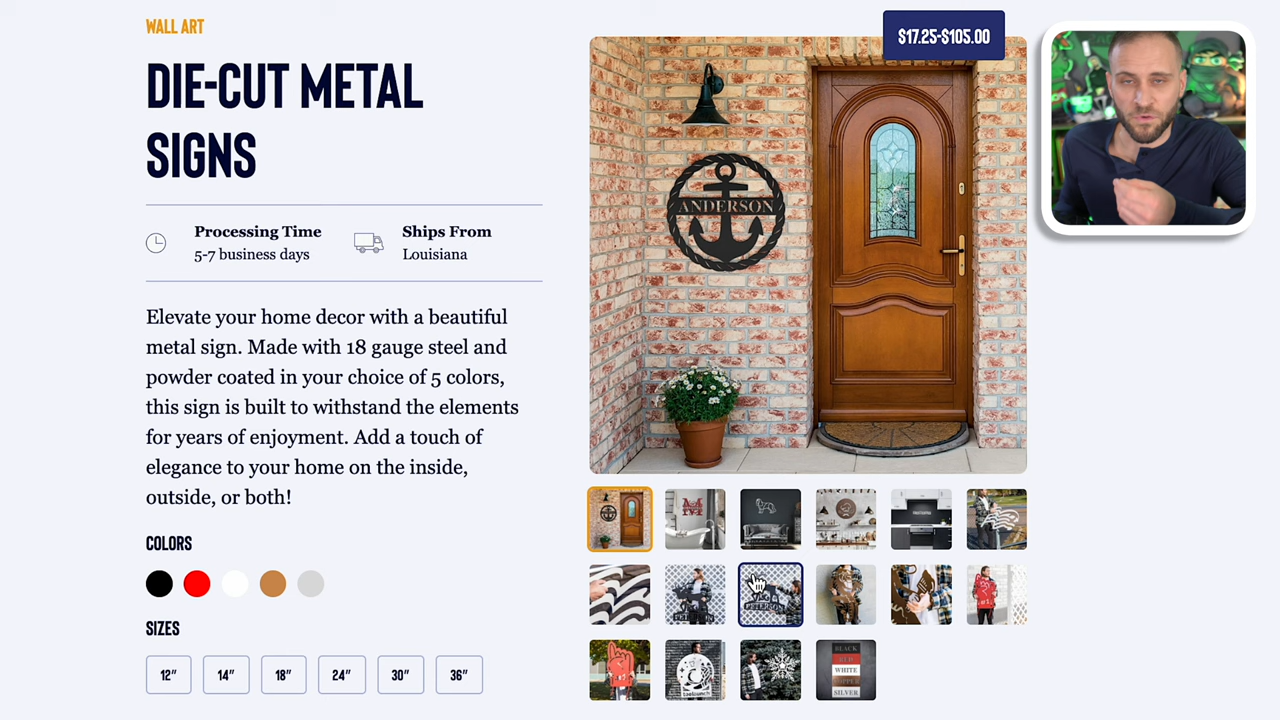 WALL ART
DIE-CUT METAL
SIGNS
Processing Time
5-7 business days
Ships From
Louisiana
Elevate your home decor with a beautiful
metal sign. Made with 18 gauge steel and
powder coated in your choice of 5 colors,
this sign is built to withstand the elements
for years of enjoyment. Add a touch of
elegance to your home on the inside,
outside, or both!
COLORS
SIZES
12″
14″
18″
24″
30″
36″
$17.25-$105.00
ANDERSON
PETERSON
BLACK
RED
WHITE
COPPER
SILVER